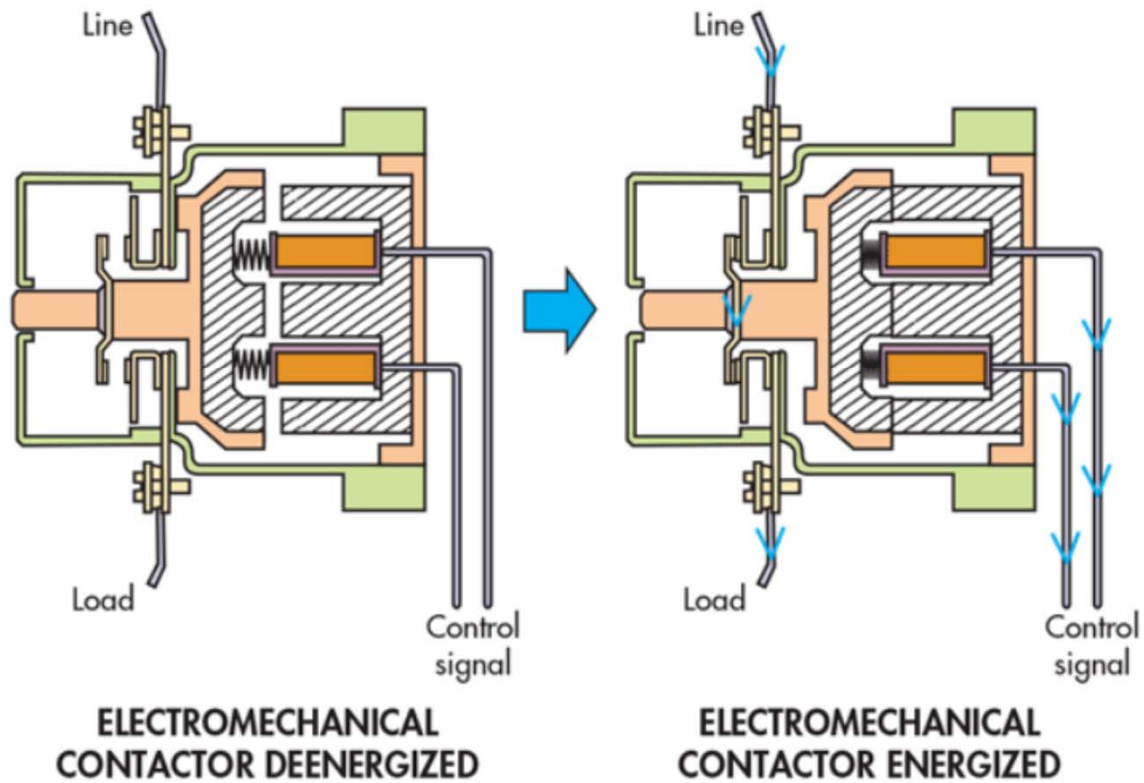 Line
Load
Control
signal
ELECTROMECHANICAL
CONTACTOR DEENERGIZED
Line
Load
Control
signal
ELECTROMECHANICAL
CONTACTOR ENERGIZED